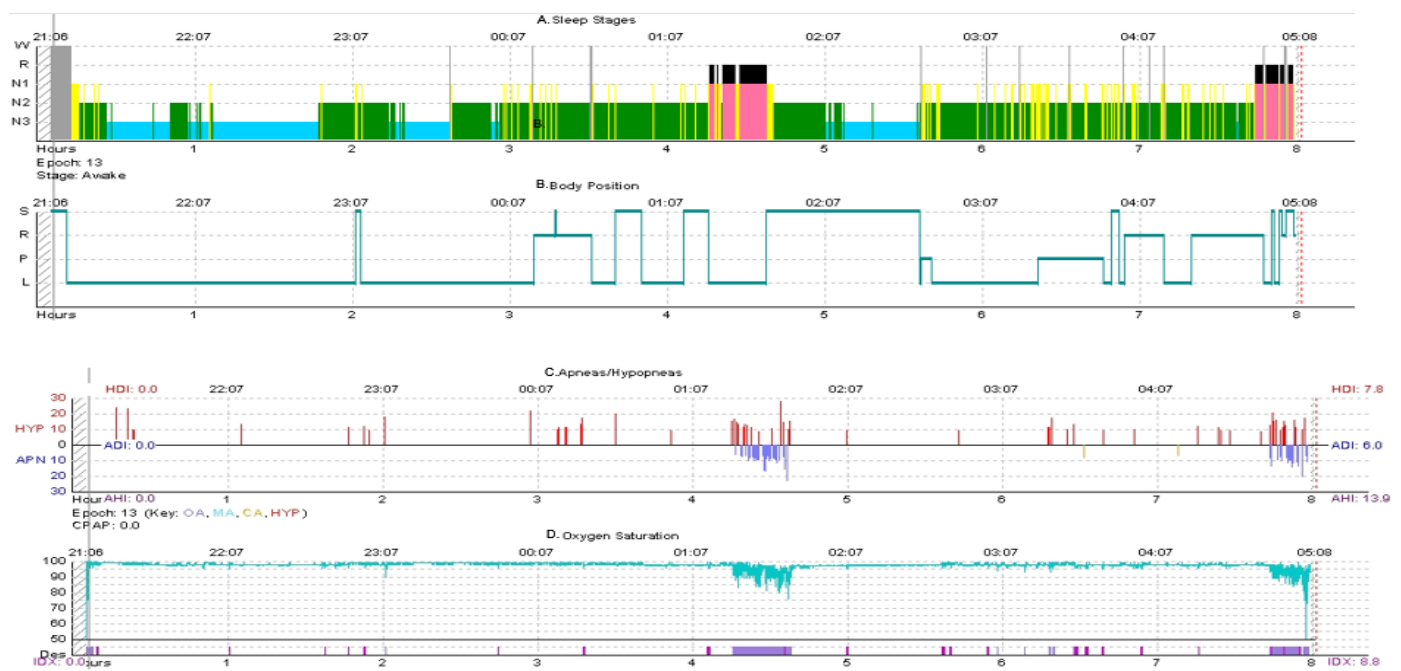 A.Sleep Stages
21:06 22:07 23:07 00:07 01:07 02:07 03:07 04:07 05:08
W
R
N1
N2
N3
B.
Hours 1 2 3 4 5 6 7 8
Epoch: 13
Stage: Awake
B.Body Position
21:06 22:07 23:07 00:07 01:07 02:07 03:07 04:07 05:08
S
R
P
L
Hours 1 2 3 4 5 6 7 8
C.Apneas/Hypopneas
HDI: 0.0 22:07 23:07 00:07 01:07 02:07 03:07 04:07 HDI: 7.8
30
20
HYP 10
0 ADI: 0.0 ADI: 6.0
APN 10
20
30
Hour AHI: 0.0 1 2 3 4 5 6 7 8 AHI: 13.9
Epoch: 13 (Key: OA, MA, CA, HYP)
CPAP: 0.0
D. Oxygen Saturation
21:06 22:07 23:07 00:07 01:07 02:07 03:07 04:07 05:08
100
90
80
70
60
50
Des
IDX: 0.0 urs 1 2 3 4 5 6 7 8 IDX: 8.8